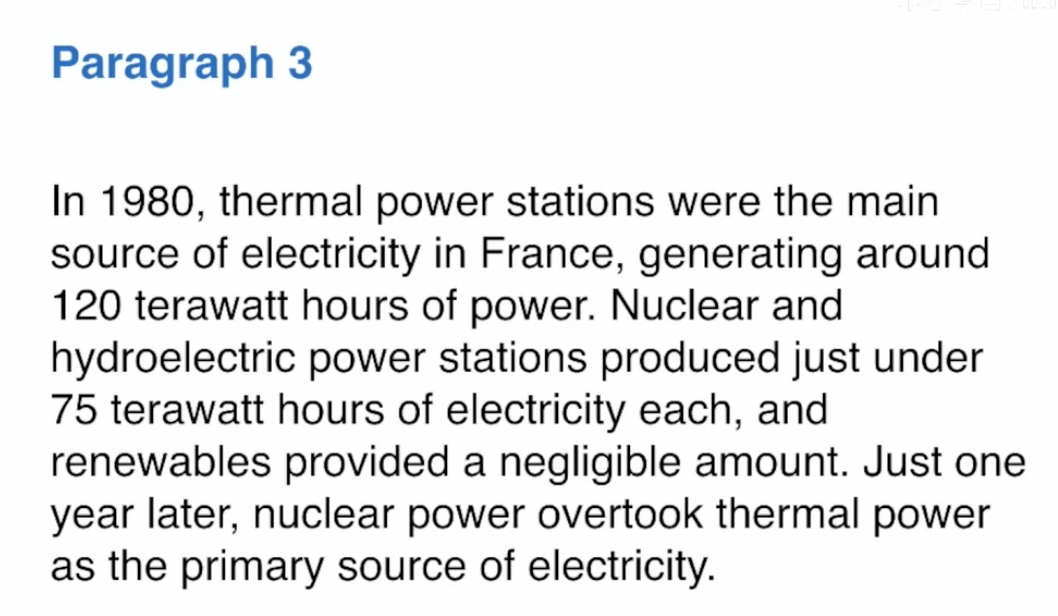 Paragraph 3
In 1980, thermal power stations were the main
source of electricity in France, generating around
120 terawatt hours of power. Nuclear and
hydroelectric power stations produced just under
75 terawatt hours of electricity each, and
renewables provided a negligible amount. Just one
year later, nuclear power overtook thermal power
as the primary source of electricity.